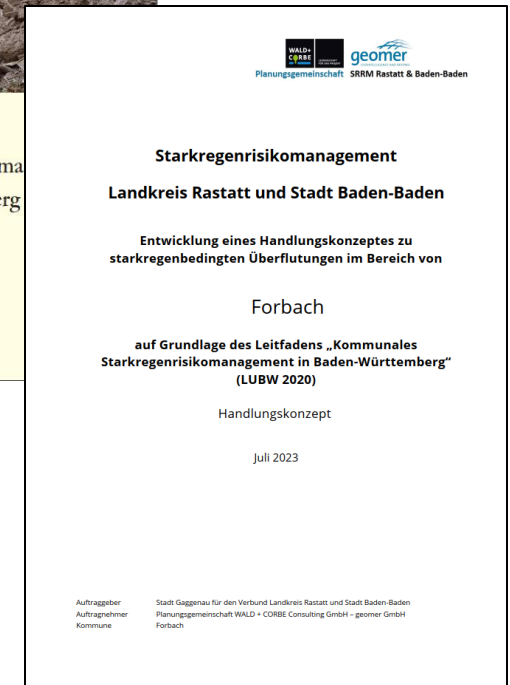 ma
erg
WALD+
CORBE
geomer
Planungsgemeinschaft SRRM Rastatt & Baden-Baden
Starkregenrisikomanagement
Landkreis Rastatt und Stadt Baden-Baden
Entwicklung eines Handlungskonzeptes zu
starkregenbedingten Überflutungen im Bereich von
Forbach
auf Grundlage des Leitfadens „Kommunales
Starkregenrisikomanagement in Baden-Württemberg“
(LUBW 2020)
Handlungskonzept
Juli 2023
Auftraggeber Stadt Gaggenau für den Verbund Landkreis Rastatt und Stadt Baden-Baden
Auftragnehmer Planungsgemeinschaft WALD + CORBE Consulting GmbH – geomer GmbH
Kommune Forbach